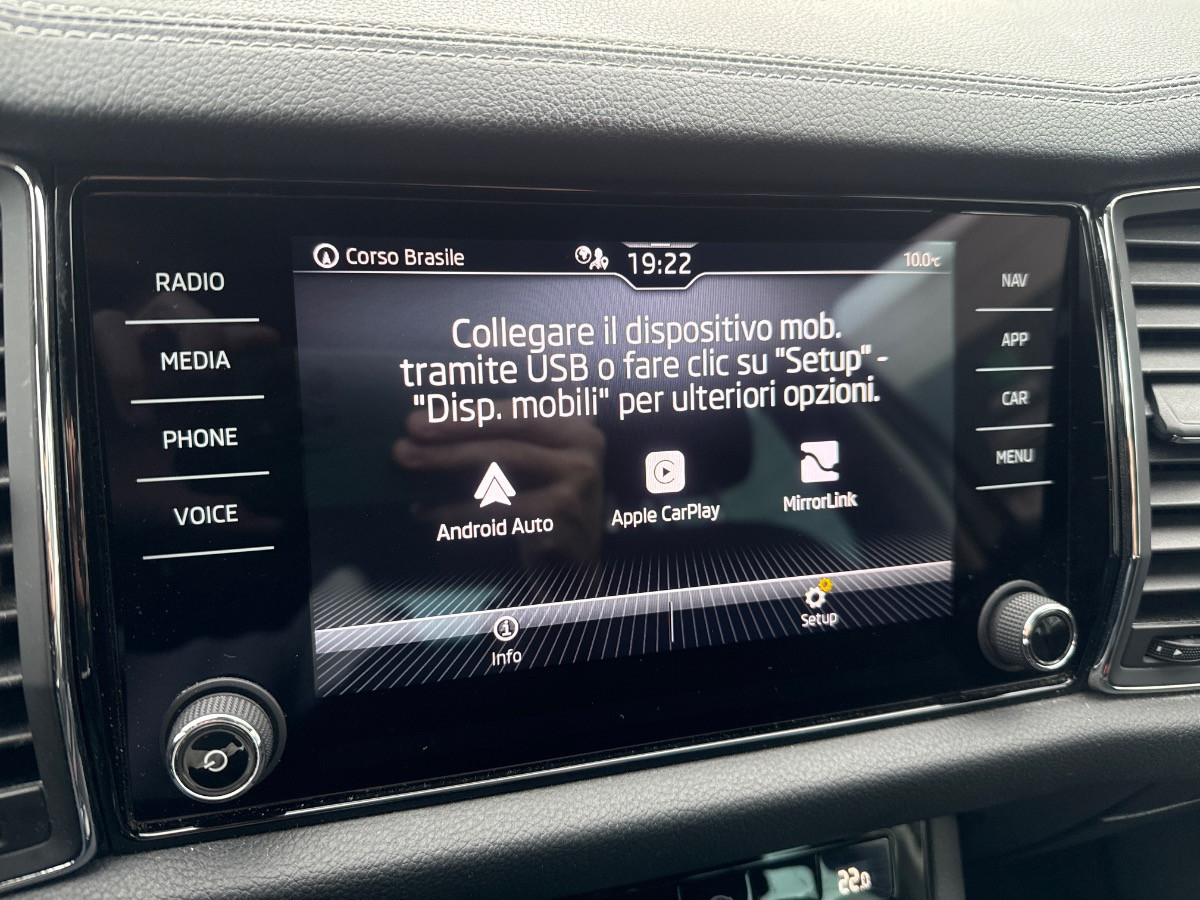 Corso Brasile
19:22
10.0°C
RADIO
MEDIA
PHONE
VOICE
Collegare il dispositivo mob.
tramite USB o fare clic su "Setup" -
"Disp. mobili" per ulteriori opzioni.
Android Auto
Apple CarPlay
MirrorLink
Info
Setup
NAV
APP
CAR
MENU
22.0